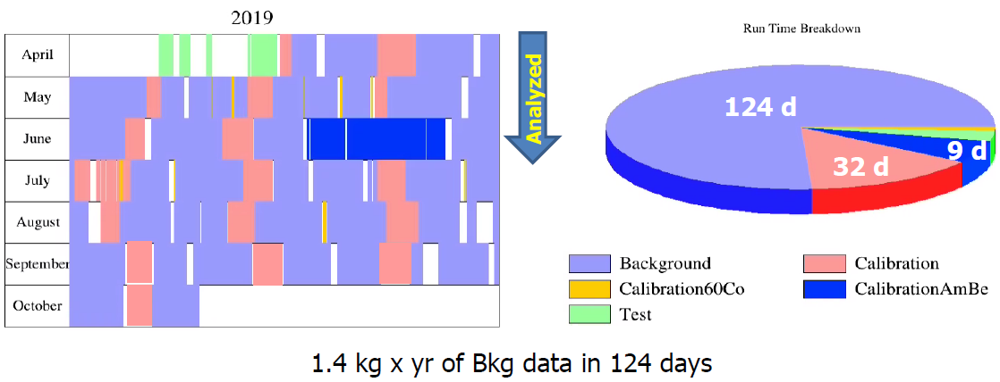 2019
April
May
June
July
August
September
October
Analyzed
Run Time Breakdown
124 d
9 d
32 d
Background
Calibration
Calibration60Co
CalibrationAmBe
Test
1.4 kg x yr of Bkg data in 124 days